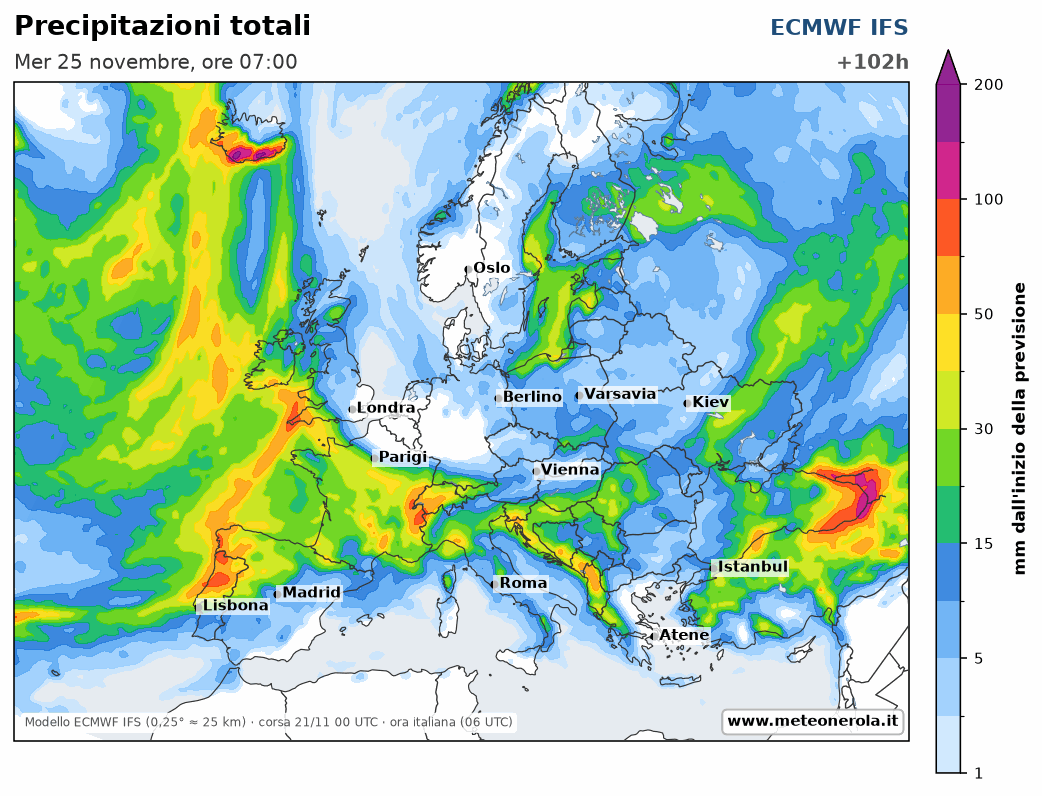 Precipitazioni totali
ECMWF IFS
Mer 25 novembre, ore 07:00
+102h
200
100
50
30
15
5
1
mm dall'inizio della previsione
Oslo
Londra
Berlino
Varsavia
Kiev
Parigi
Vienna
Istanbul
Roma
Madrid
Lisbona
Atene
Modello ECMWF IFS (0,25° ≈ 25 km) · corsa 21/11 00 UTC · ora italiana (06 UTC)
www.meteonerola.it